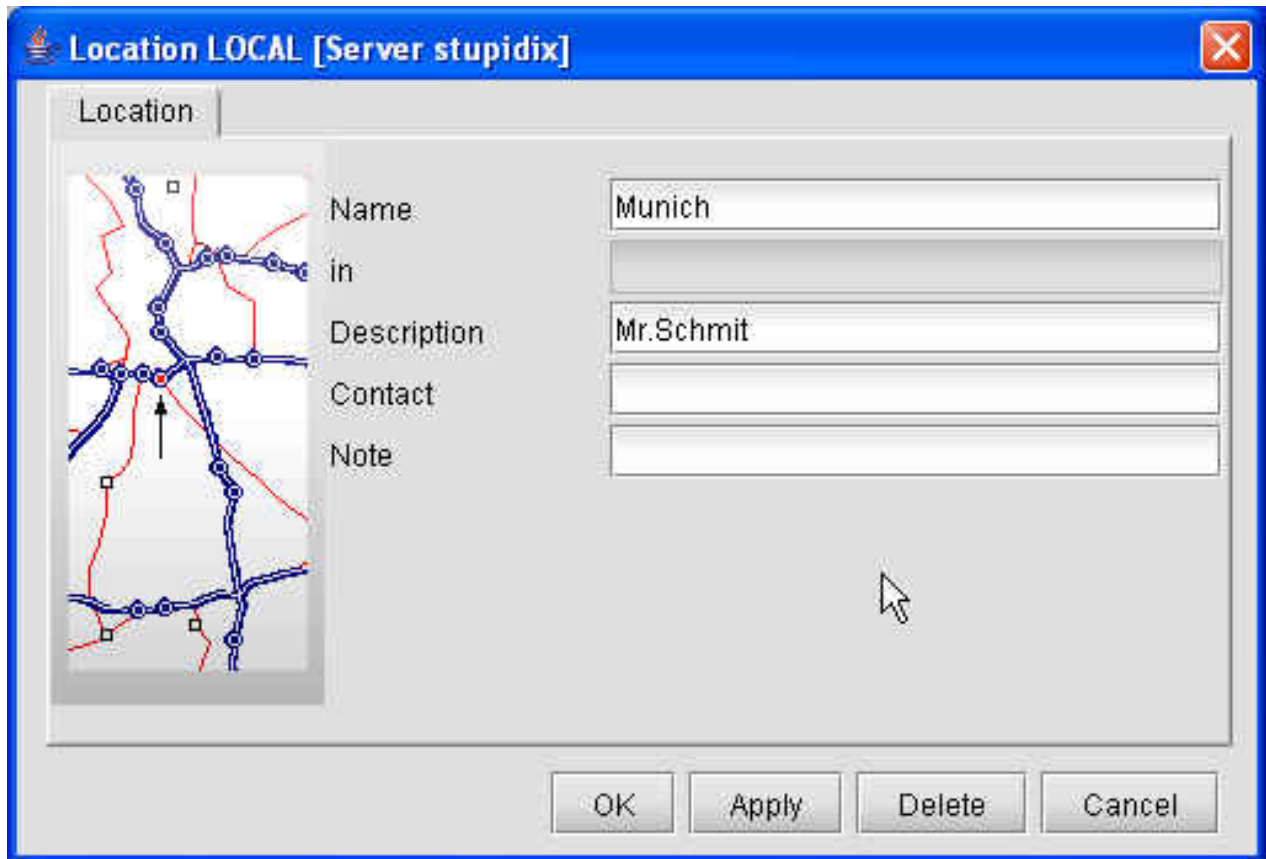 Location LOCAL [Server stupidix]
Location
Name Munich
in
Description Mr.Schmit
Contact
Note
OK Apply Delete Cancel